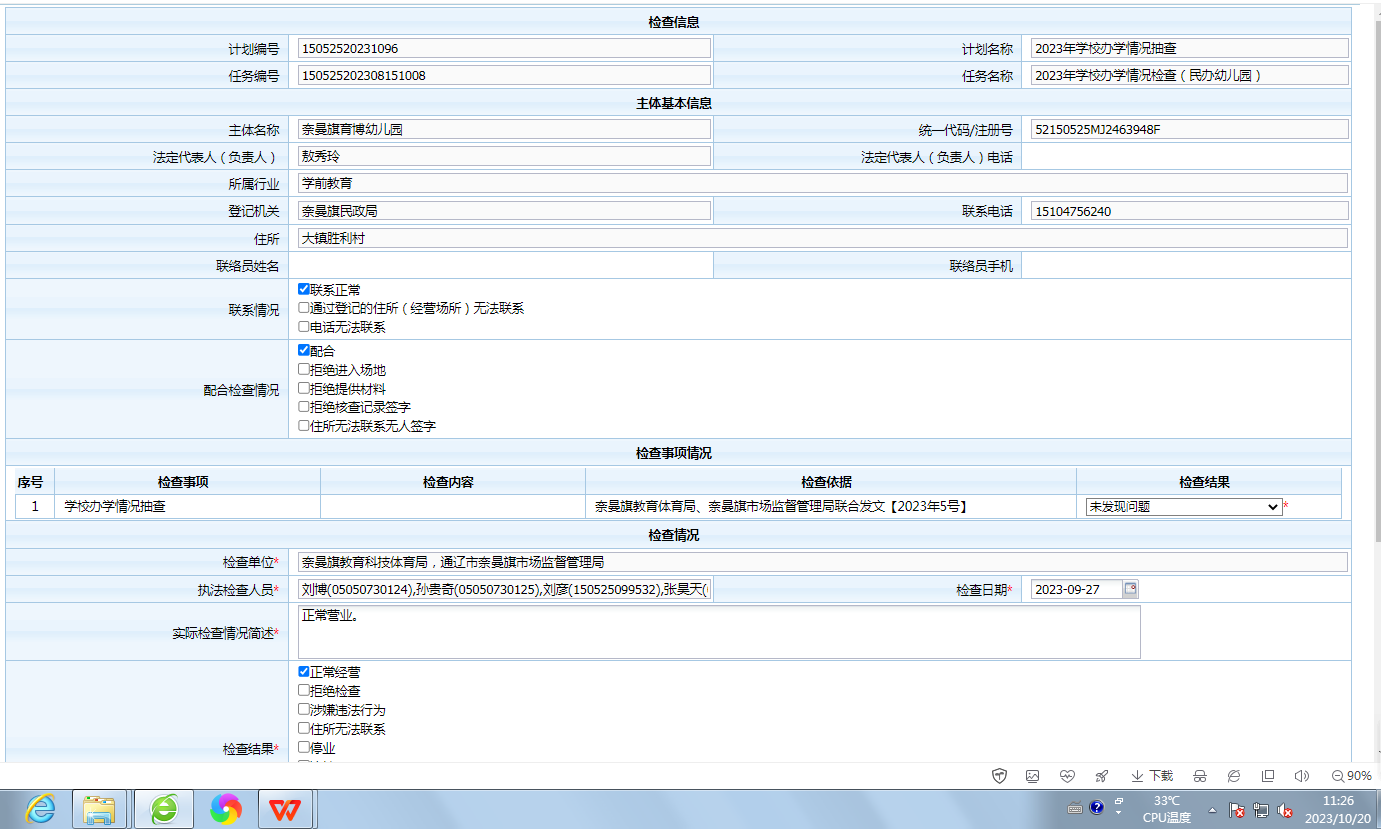 检查信息
计划编号 15052520231096 计划名称 2023年学校办学情况抽查
任务编号 150525202308151008 任务名称 2023年学校办学情况检查（民办幼儿园）
主体基本信息
主体名称 奈曼旗育博幼儿园 统一代码/注册号 52150525MJ2463948F
法定代表人（负责人） 敖秀玲 法定代表人（负责人）电话
所属行业 学前教育
登记机关 奈曼旗民政局 联系电话 15104756240
住所 大镇胜利村
联络员姓名 联络员手机
联系情况
联系正常
通过登记的住所（经营场所）无法联系
电话无法联系
配合检查情况
配合
拒绝进入场地
拒绝提供材料
拒绝核查记录签字
住所无法联系无人签字
检查事项情况
序号 检查事项 检查内容 检查依据 检查结果
1 学校办学情况抽查 奈曼旗教育体育局、奈曼旗市场监督管理局联合发文【2023年5号】 未发现问题 *
检查情况
检查单位* 奈曼旗教育科技体育局，通辽市奈曼旗市场监督管理局
执法检查人员* 刘博(05050730124),孙贵奇(05050730125),刘彦(150525099532),张昊天( 检查日期* 2023-09-27
实际检查情况简述* 正常营业。
检查结果*
正常经营
拒绝检查
涉嫌违法行为
住所无法联系
停业
下载 90%
33℃ 11:26
CPU温度 2023/10/20